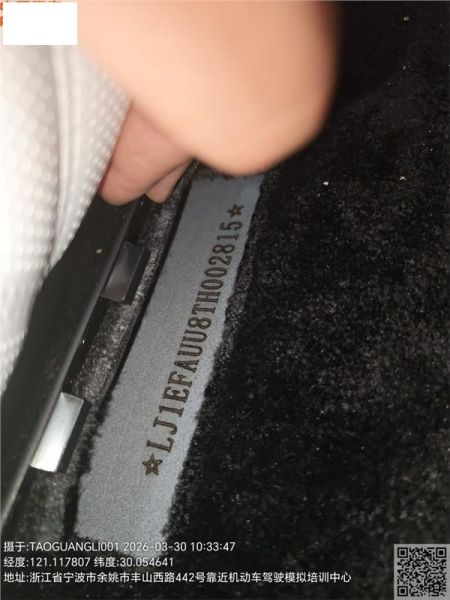 ★LJ1EFAUU8TH002815★
摄于:TAOGUANGLI001 2026-03-30 10:33:47
经度:121.117807 纬度:30.054641
地址:浙江省宁波市余姚市丰山西路442号靠近机动车驾驶模拟培训中心